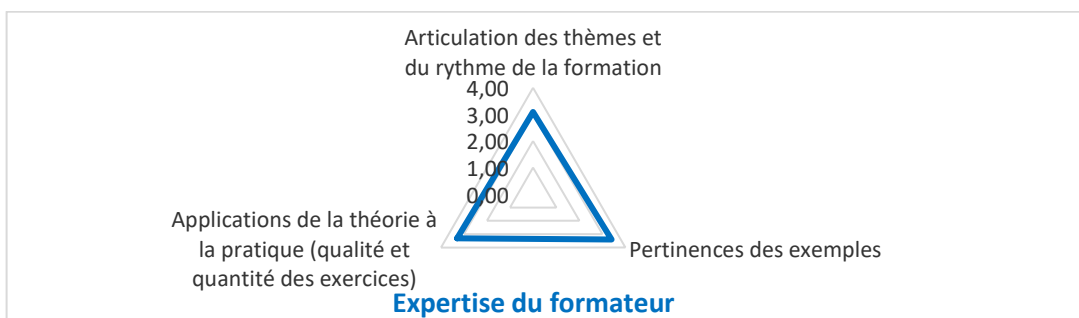 Articulation des thèmes et
du rythme de la formation
4,00
3,00
2,00
1,00
0,00
Applications de la théorie à
la pratique (qualité et
quantité des exercices)
Pertinences des exemples
Expertise du formateur